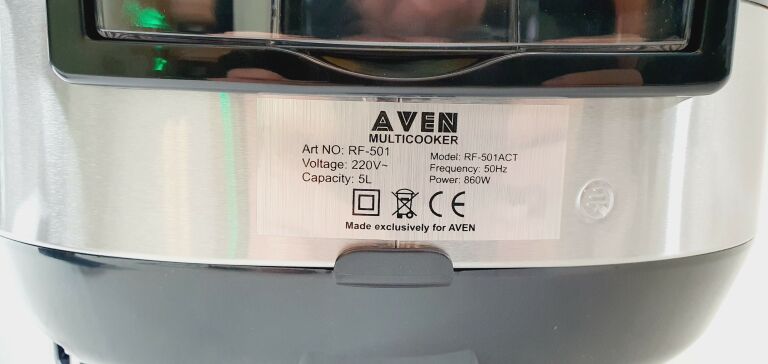 AVEN
MULTICOOKER
Art NO: RF-501
Voltage: 220V~
Capacity: 5L
Model: RF-501ACT
Frequency: 50Hz
Power: 860W
CE
Made exclusively for AVEN